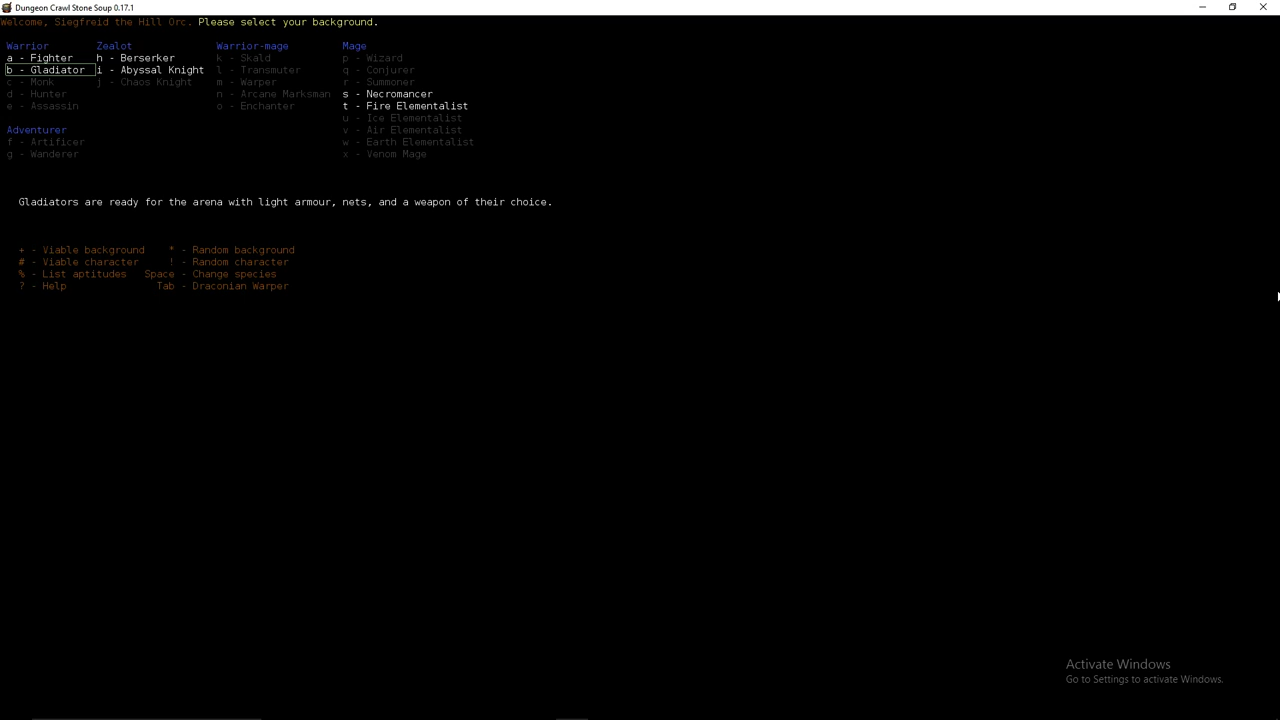 Dungeon Crawl Stone Soup 0.17.1
Welcome, Siegfreid the Hill Orc. Please select your background.
Warrior Zealot Warrior-mage Mage
a - Fighter h - Berserker k - Skald p - Wizard
b - Gladiator i - Abyssal Knight l - Transmuter q - Conjurer
c - Monk j - Chaos Knight m - Warper r - Summoner
d - Hunter n - Arcane Marksman s - Necromancer
e - Assassin o - Enchanter t - Fire Elementalist
u - Ice Elementalist
Adventurer v - Air Elementalist
f - Artificer w - Earth Elementalist
g - Wanderer x - Venom Mage
Gladiators are ready for the arena with light armour, nets, and a weapon of their choice.
+ - Viable background * - Random background
# - Viable character ! - Random character
% - List aptitudes Space - Change species
? - Help Tab - Draconian Warper
Activate Windows
Go to Settings to activate Windows.